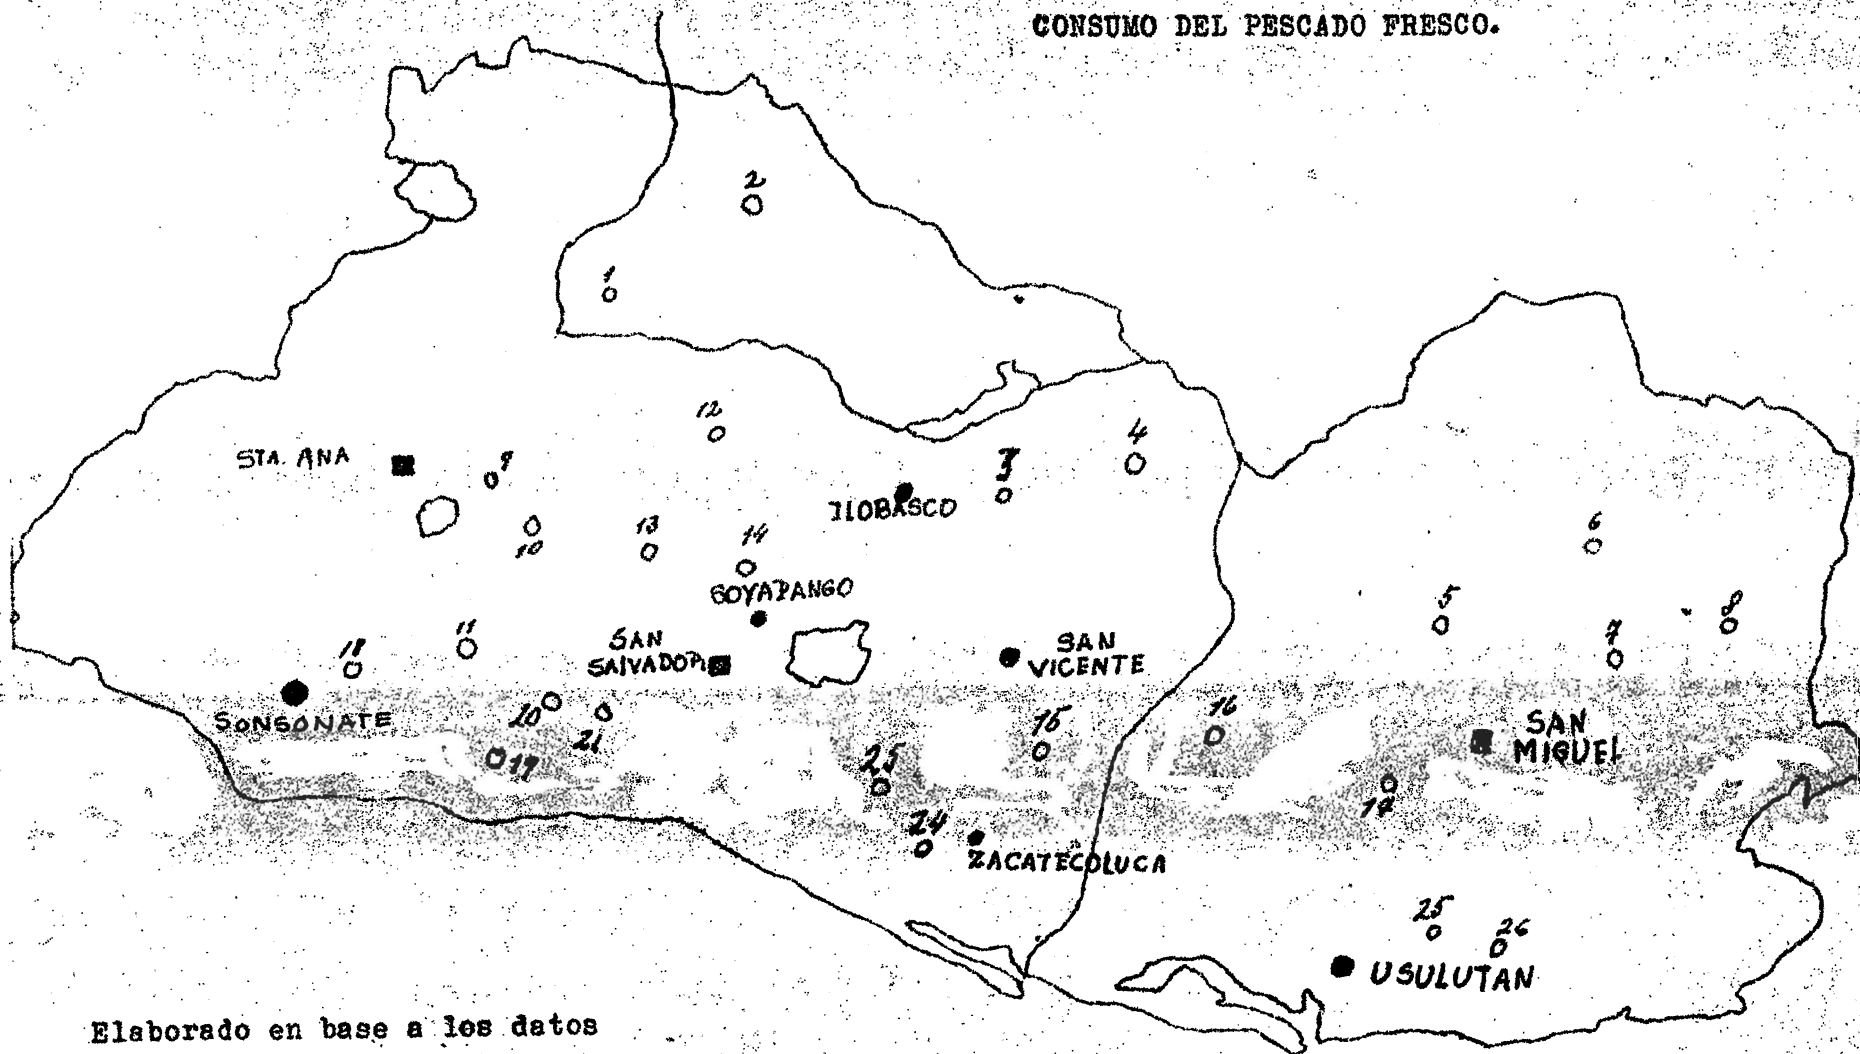 CONSUMO DEL PESCADO FRESCO.
2
1
12
4
STA. ANA
9
3
ILOBASCO
6
13
14
10
SOYAPANGO
5
8
11
SAN
SALVADOR
SAN
VICENTE
7
18
SONSONATE
20
21
15
16
SAN
MIGUEL
19
25
17
24
ZACATECOLUCA
25
26
USULUTAN
Elaborado en base a los datos